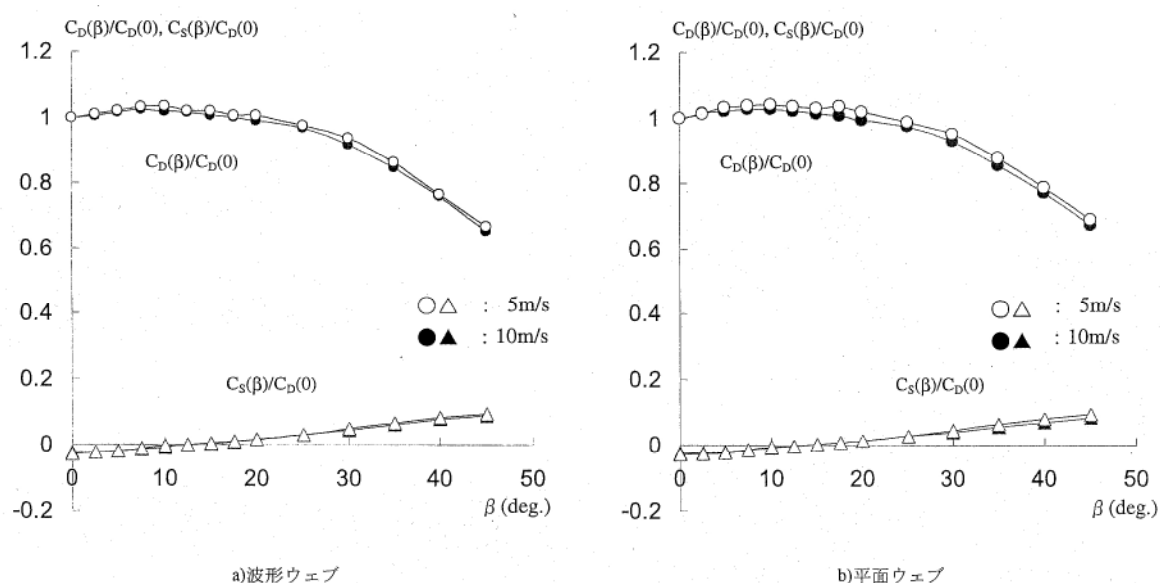 C_D(β)/C_D(0), C_S(β)/C_D(0)
1.2
1
0.8
0.6
0.4
0.2
0
-0.2
C_D(β)/C_D(0)
○△ : 5m/s
●▲ : 10m/s
C_S(β)/C_D(0)
0 10 20 30 40 50
β (deg.)
a)波形ウェブ
C_D(β)/C_D(0), C_S(β)/C_D(0)
1.2
1
0.8
0.6
0.4
0.2
0
-0.2
C_D(β)/C_D(0)
○△ : 5m/s
●▲ : 10m/s
C_S(β)/C_D(0)
0 10 20 30 40 50
β (deg.)
b)平面ウェブ